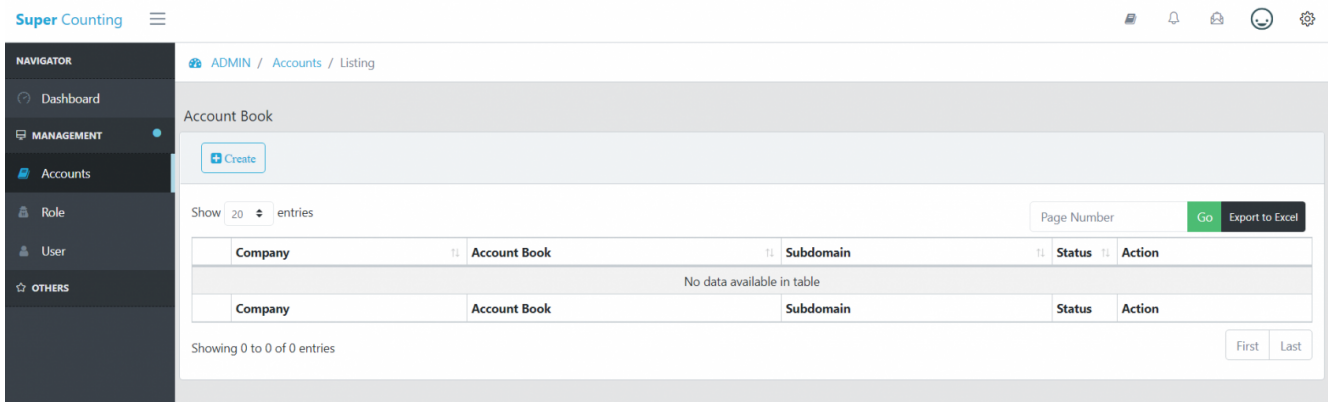 Super Counting
NAVIGATOR
ADMIN / Accounts / Listing
Dashboard
Account Book
MANAGEMENT
Create
Accounts
Role
Show 20 entries
Page Number Go Export to Excel
User
Company Account Book Subdomain Status Action
No data available in table
OTHERS
Company Account Book Subdomain Status Action
Showing 0 to 0 of 0 entries
First Last